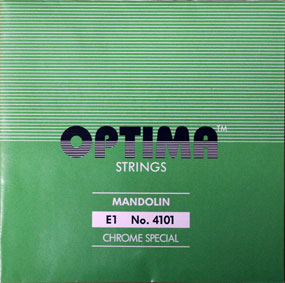 OPTIMA™
STRINGS
MANDOLIN
E1 No. 4101
CHROME SPECIAL